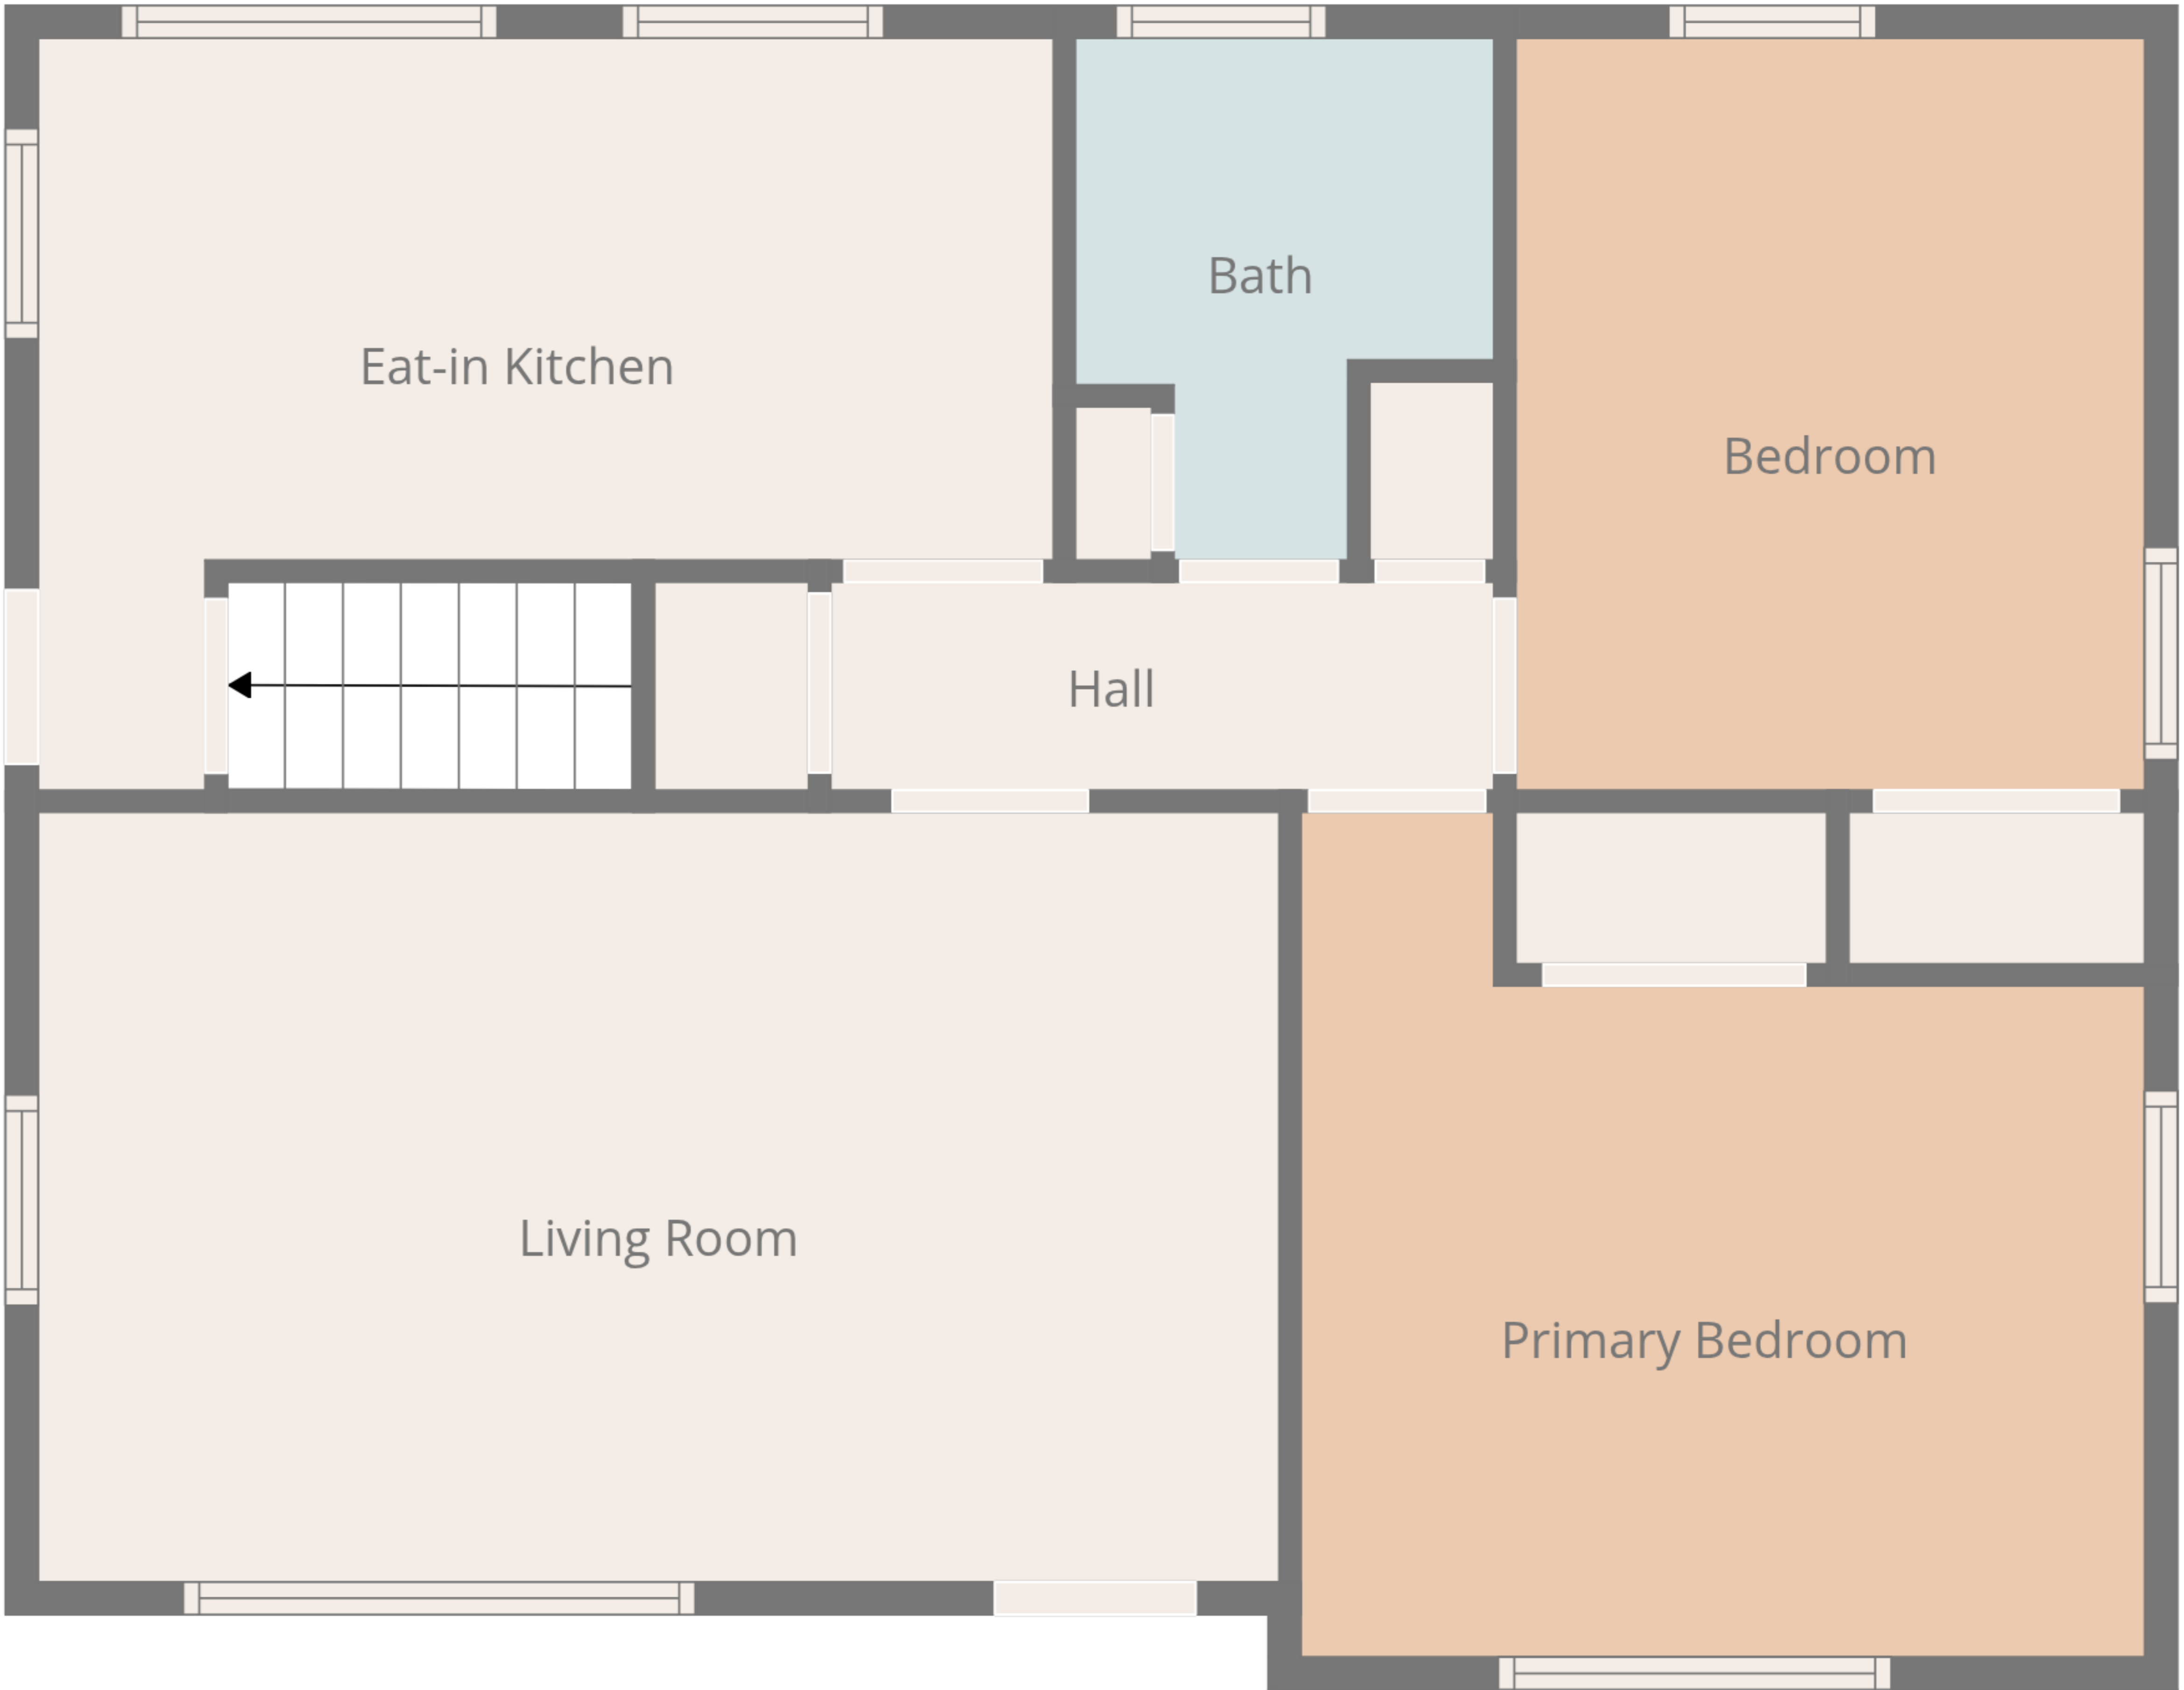 Bath
Eat-in Kitchen
Bedroom
Hall
Living Room
Primary Bedroom